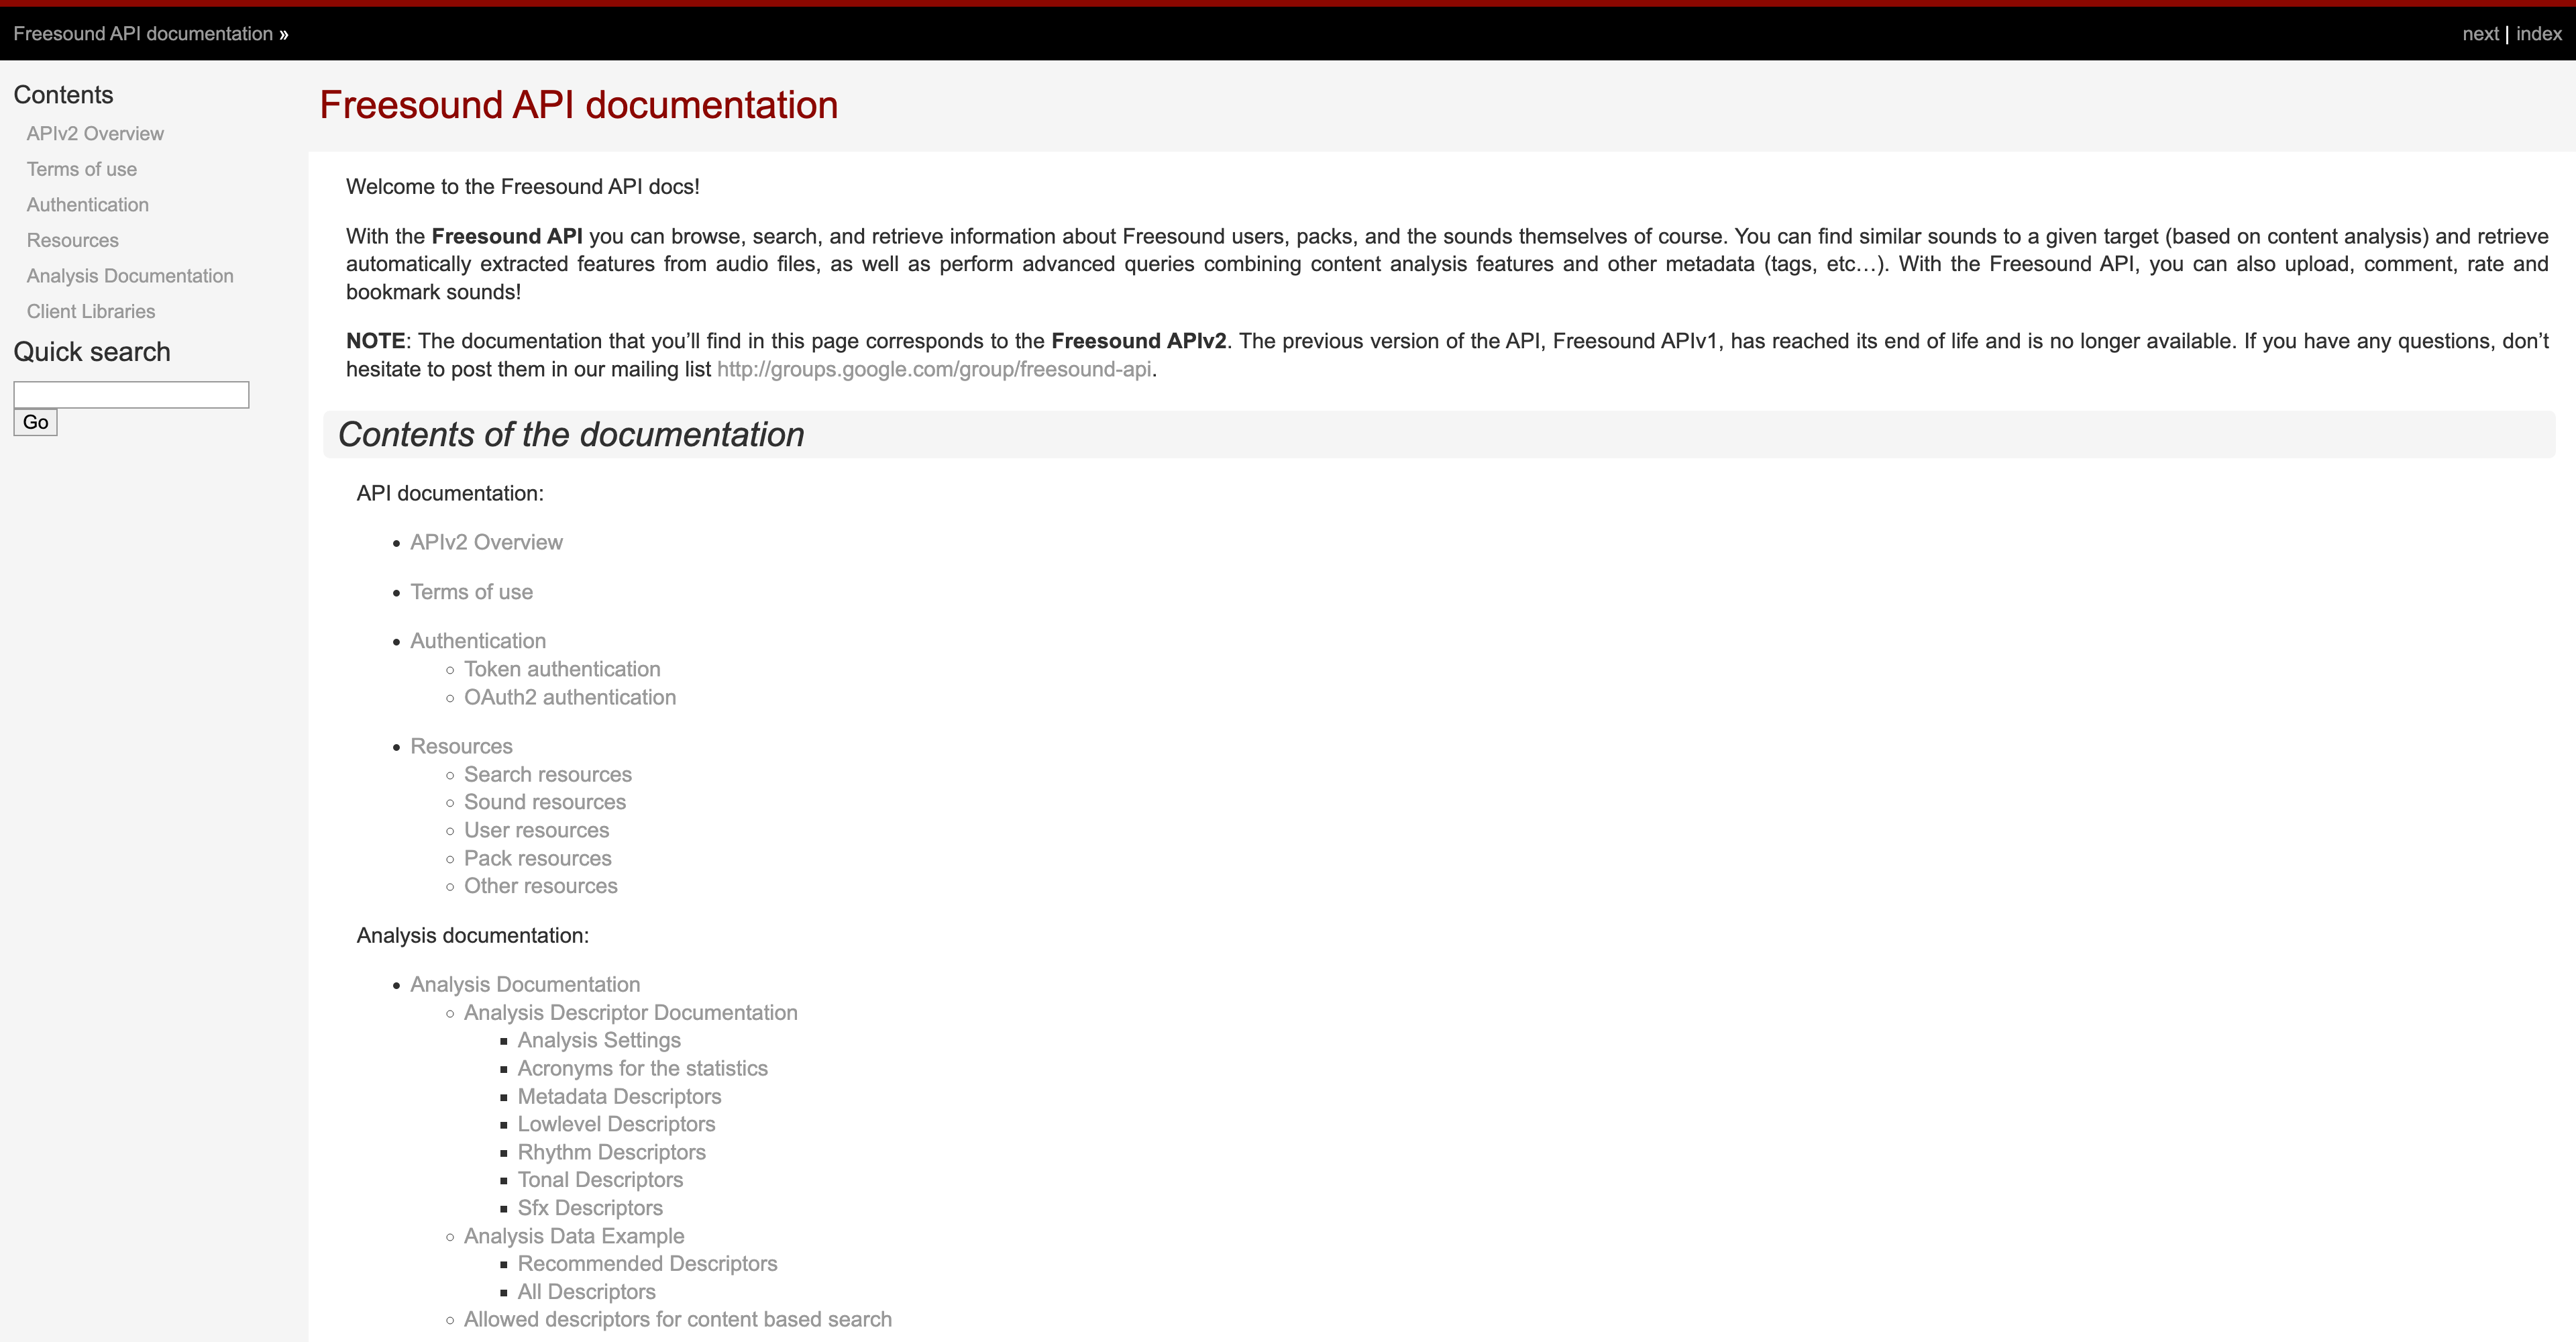 Freesound API documentation »
next | index
Contents
APIv2 Overview
Terms of use
Authentication
Resources
Analysis Documentation
Client Libraries
Quick search
Go
Freesound API documentation
Welcome to the Freesound API docs!
With the Freesound API you can browse, search, and retrieve information about Freesound users, packs, and the sounds themselves of course. You can find similar sounds to a given target (based on content analysis) and retrieve
automatically extracted features from audio files, as well as perform advanced queries combining content analysis features and other metadata (tags, etc…). With the Freesound API, you can also upload, comment, rate and
bookmark sounds!
NOTE: The documentation that you’ll find in this page corresponds to the Freesound APIv2. The previous version of the API, Freesound APIv1, has reached its end of life and is no longer available. If you have any questions, don’t
hesitate to post them in our mailing list http://groups.google.com/group/freesound-api.
Contents of the documentation
API documentation:
APIv2 Overview
Terms of use
Authentication
Token authentication
OAuth2 authentication
Resources
Search resources
Sound resources
User resources
Pack resources
Other resources
Analysis documentation:
Analysis Documentation
Analysis Descriptor Documentation
Analysis Settings
Acronyms for the statistics
Metadata Descriptors
Lowlevel Descriptors
Rhythm Descriptors
Tonal Descriptors
Sfx Descriptors
Analysis Data Example
Recommended Descriptors
All Descriptors
Allowed descriptors for content based search